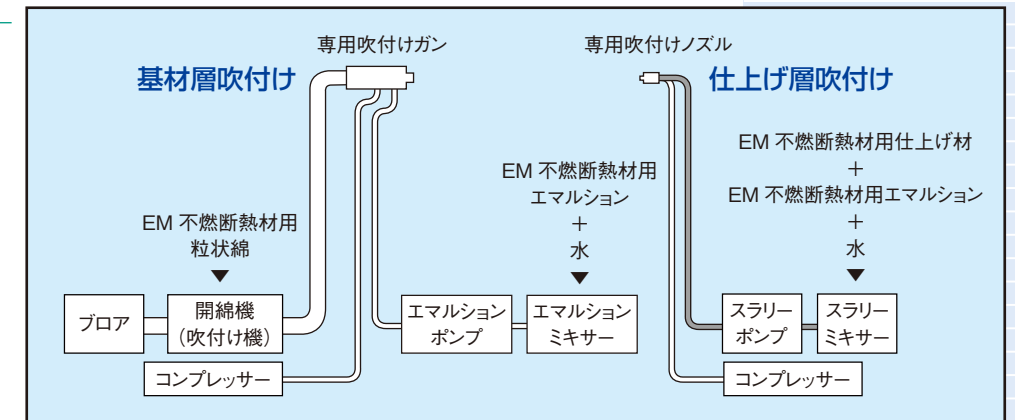 専用吹付けガン
基材層吹付け
EM 不燃断熱材用
粒状綿
▼
ブロア
開綿機
（吹付け機）
コンプレッサー
EM 不燃断熱材用
エマルション
＋
水
▼
エマルション
ポンプ
エマルション
ミキサー
専用吹付けノズル
仕上げ層吹付け
EM 不燃断熱材用仕上げ材
＋
EM 不燃断熱材用エマルション
＋
水
▼
スラリー
ポンプ
スラリー
ミキサー
コンプレッサー